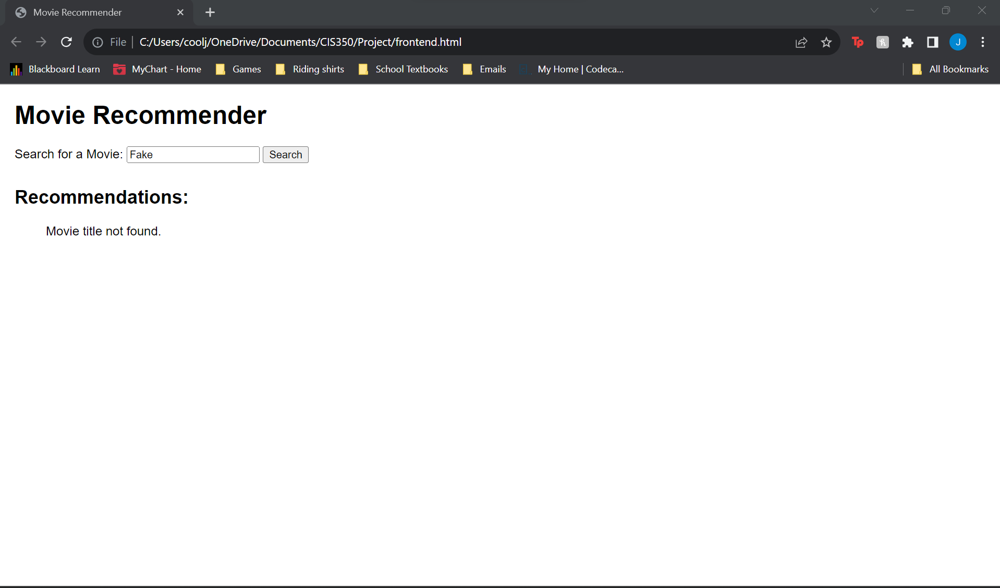 Movie Recommender
File C:/Users/coolj/OneDrive/Documents/CIS350/Project/frontend.html
Tp h J
Blackboard Learn MyChart - Home Games Riding shirts School Textbooks Emails My Home | Codeca... All Bookmarks
Movie Recommender
Search for a Movie: Fake Search
Recommendations:
Movie title not found.